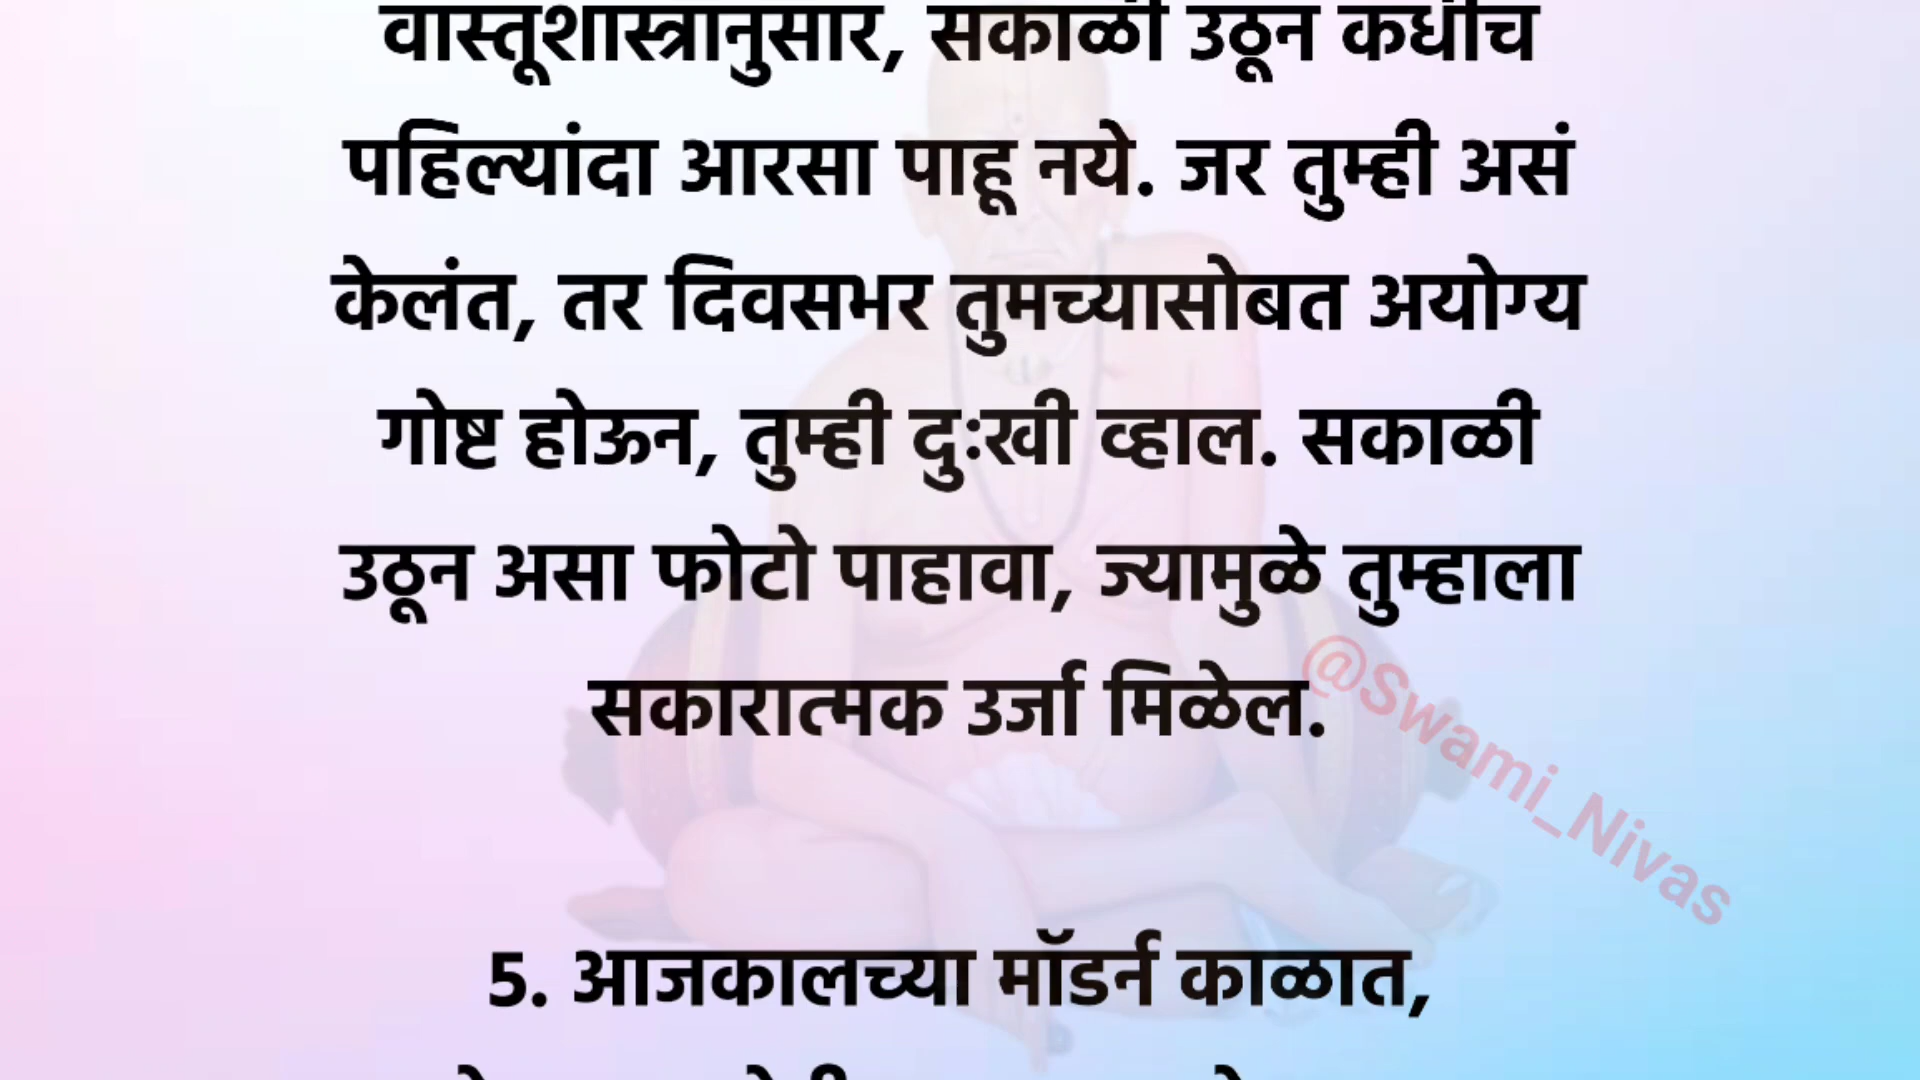 वास्तूशास्त्रानुसार, सकाळी उठून कधीच
पहिल्यांदा आरसा पाहू नये. जर तुम्ही असं
केलंत, तर दिवसभर तुमच्यासोबत अयोग्य
गोष्ट होऊन, तुम्ही दुःखी व्हाल. सकाळी
उठून असा फोटो पाहावा, ज्यामुळे तुम्हाला
सकारात्मक उर्जा मिळेल.
@Swami_Nivas
5. आजकालच्या मॉडर्न काळात,